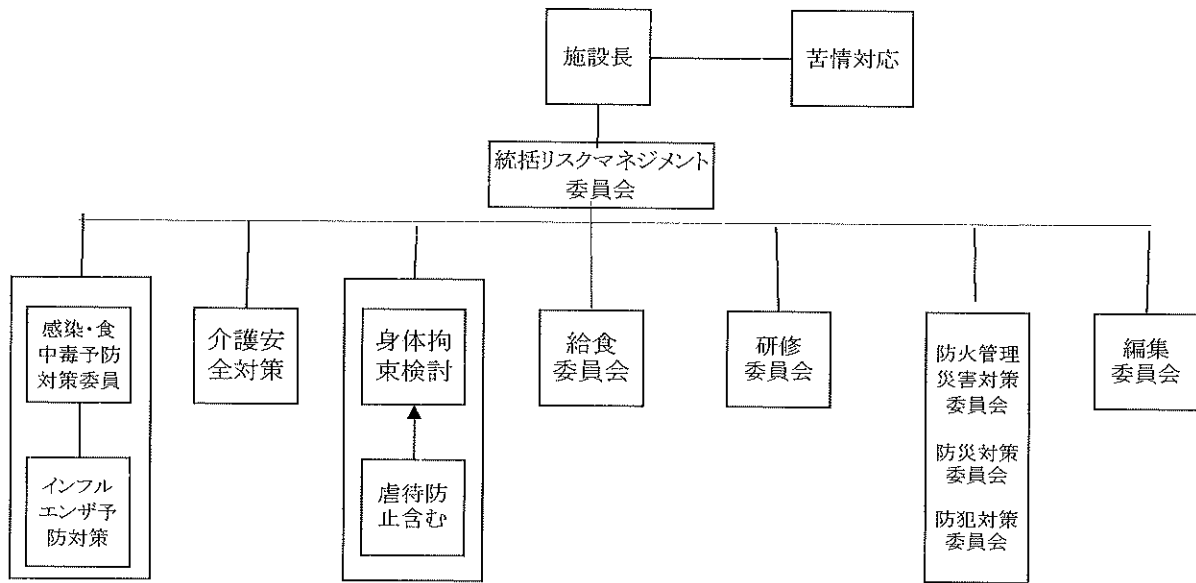 施設長
苦情対応
統括リスクマネジメント
委員会
感染・食
中毒予防
対策委員
インフル
エンザ予
防対策
介護安
全対策
身体拘
束検討
虐待防
止含む
給食
委員会
研修
委員会
防火管理
災害対策
委員会
防災対策
委員会
防犯対策
委員会
編集
委員会